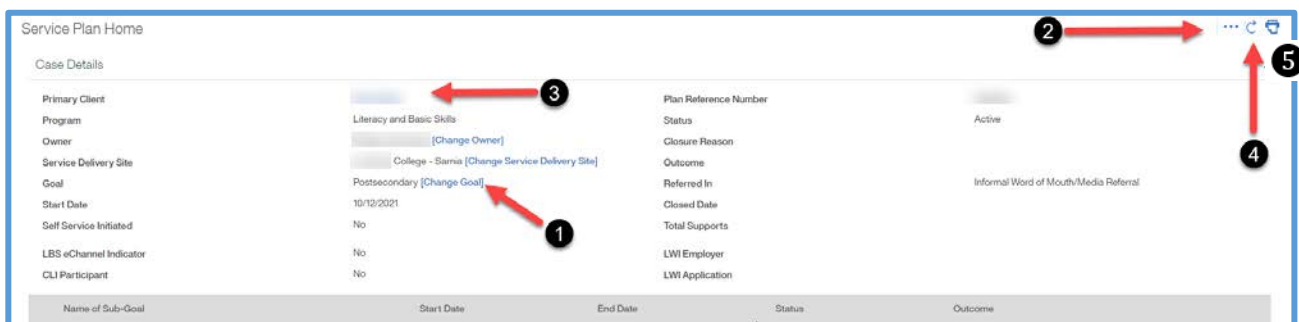 Service Plan Home
2
5
Case Details
Primary Client 3 Plan Reference Number
Program Literacy and Basic Skills Status Active
Owner [Change Owner] Closure Reason
4
Service Delivery Site College - Sarnia [Change Service Delivery Site] Outcome
Goal Postsecondary [Change Goal] Referred In Informal Word of Mouth/Media Referral
Start Date 10/12/2021 Closed Date
Self Service Initiated No Total Supports
1
LBS eChannel Indicator No LWI Employer
CLI Participant No LWI Application
Name of Sub-Goal Start Date End Date Status Outcome